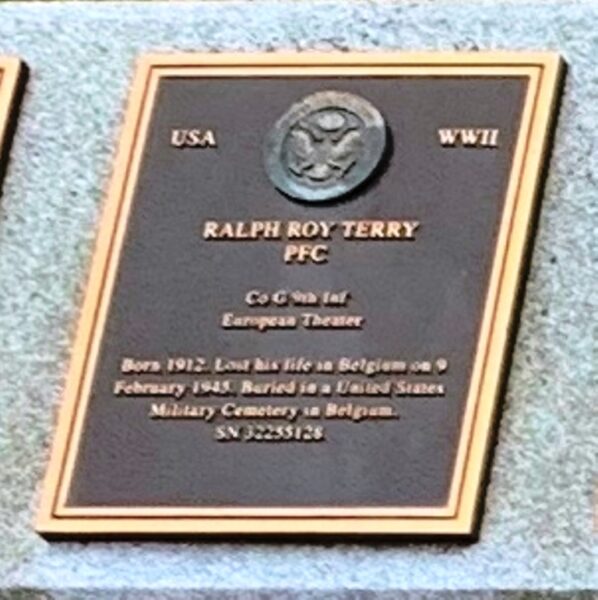 USA WWII
RALPH ROY TERRY
PFC
Co G 9th Inf
European Theater
Born 1912. Lost his life in Belgium on 9
February 1945. Buried in a United States
Military Cemetery in Belgium.
SN 32255128